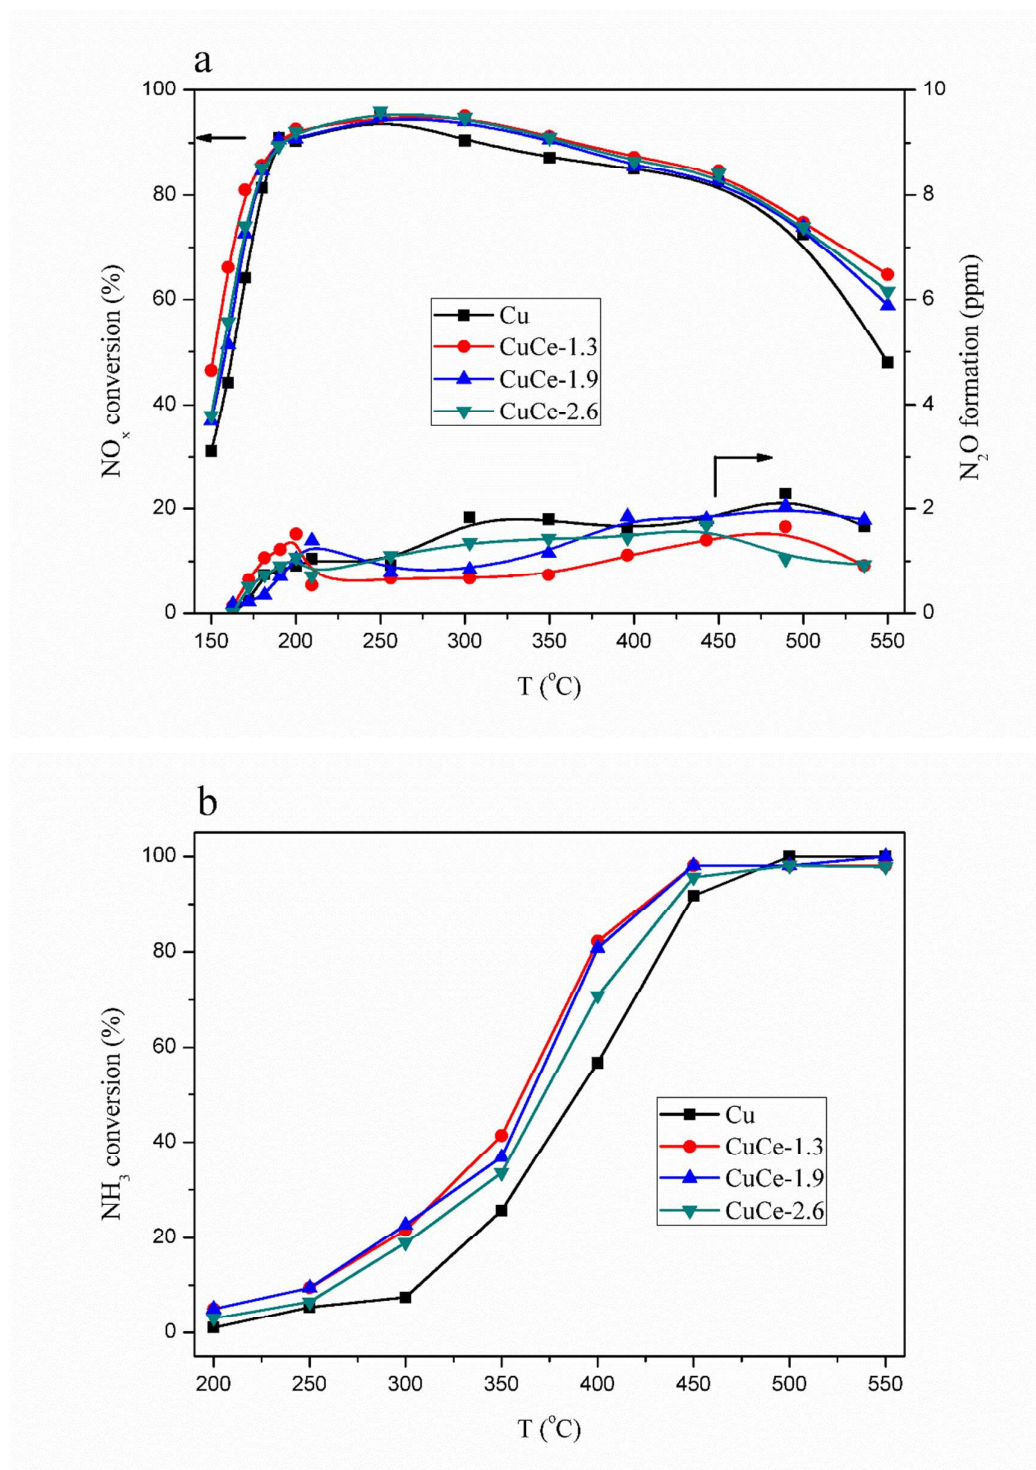 a
100
80
60
40
20
0
10
8
6
4
2
0
NOₓ conversion (%)
N₂O formation (ppm)
Cu
CuCe-1.3
CuCe-1.9
CuCe-2.6
150 200 250 300 350 400 450 500 550
T (°C)
b
100
80
60
40
20
0
NH₃ conversion (%)
Cu
CuCe-1.3
CuCe-1.9
CuCe-2.6
200 250 300 350 400 450 500 550
T (°C)